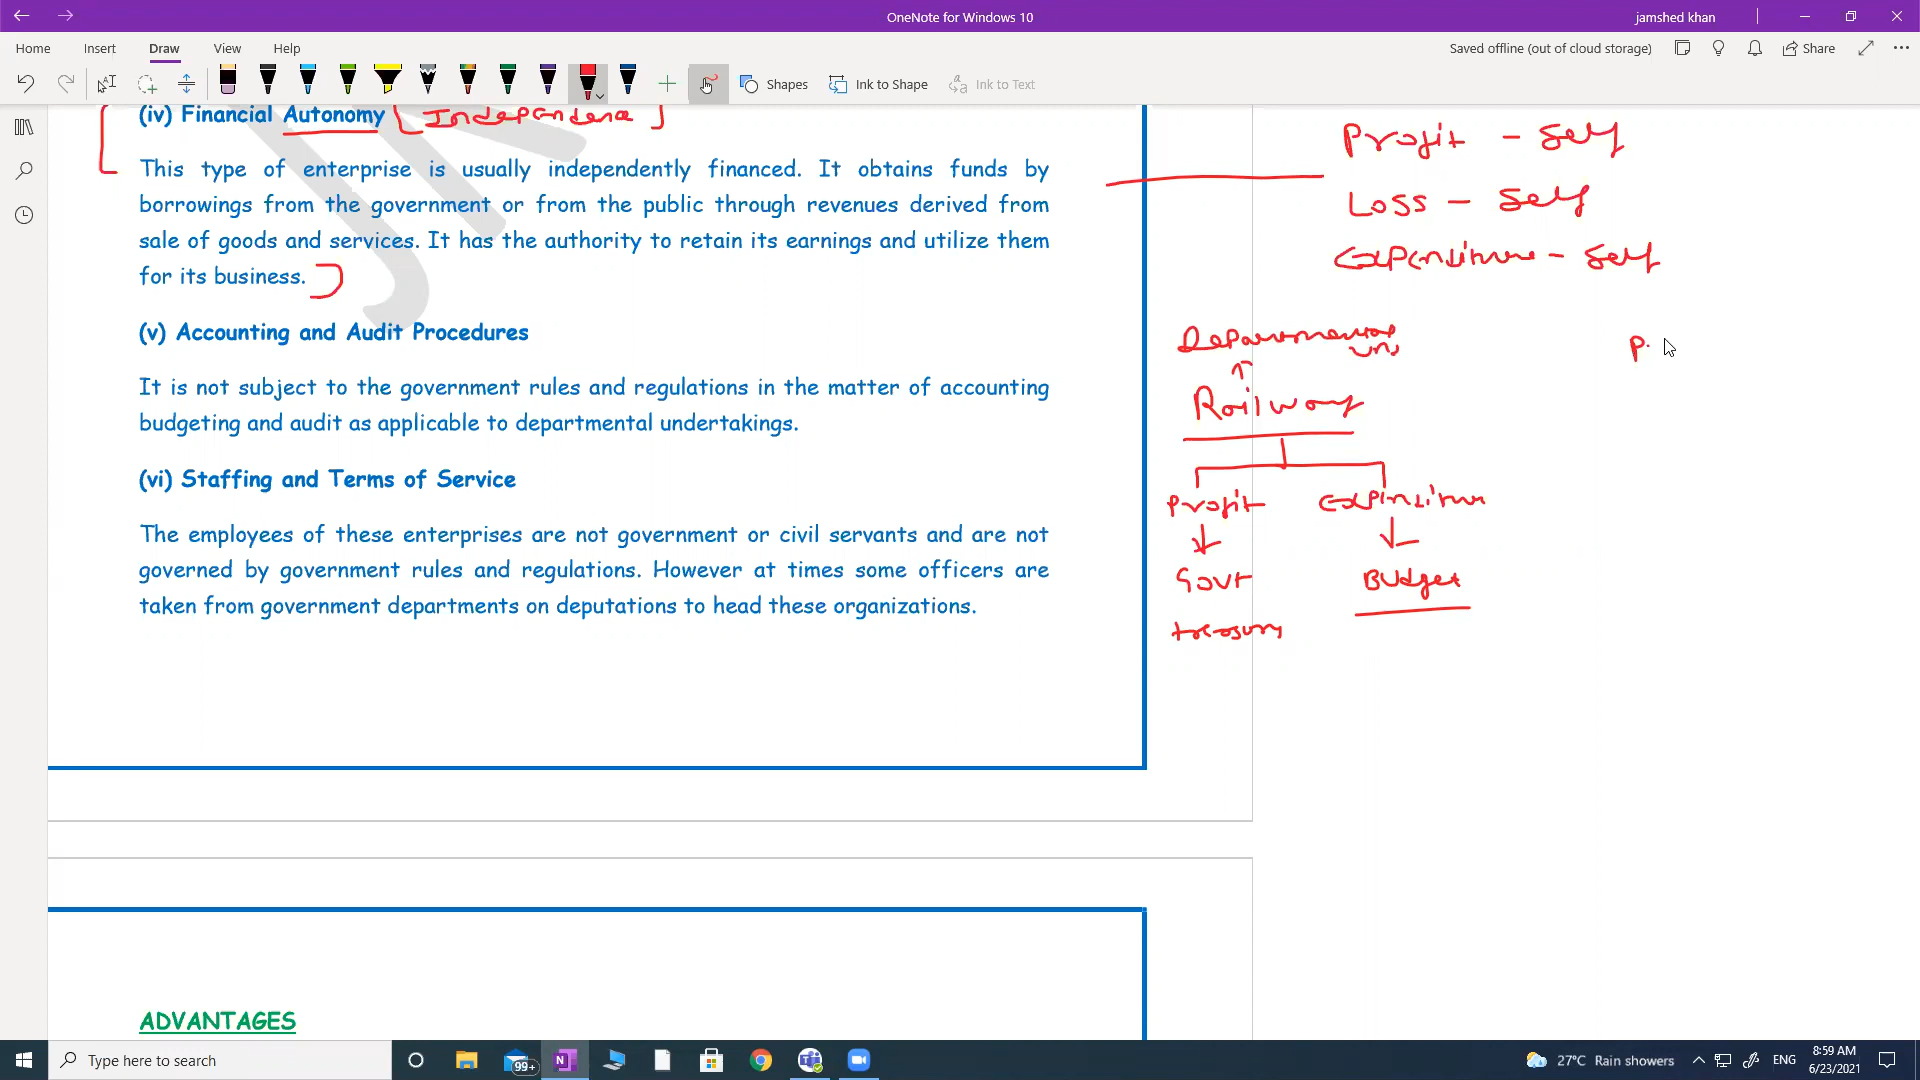 OneNote for Windows 10
jamshed khan
Home Insert Draw View Help
Saved offline (out of cloud storage)
Share
Shapes
Ink to Shape
Ink to Text
(iv) Financial Autonomy [Independence]
This type of enterprise is usually independently financed. It obtains funds by
borrowings from the government or from the public through revenues derived from
sale of goods and services. It has the authority to retain its earnings and utilize them
for its business.
(v) Accounting and Audit Procedures
It is not subject to the government rules and regulations in the matter of accounting
budgeting and audit as applicable to departmental undertakings.
(vi) Staffing and Terms of Service
The employees of these enterprises are not government or civil servants and are not
governed by government rules and regulations. However at times some officers are
taken from government departments on deputations to head these organizations.
Profit - Self
Loss - Self
Expenditure - Self
Departmental
Railway
Profit Expenditure
Govt Budget
treasury
P.
ADVANTAGES
Type here to search
99+
27°C Rain showers
ENG
8:59 AM
6/23/2021